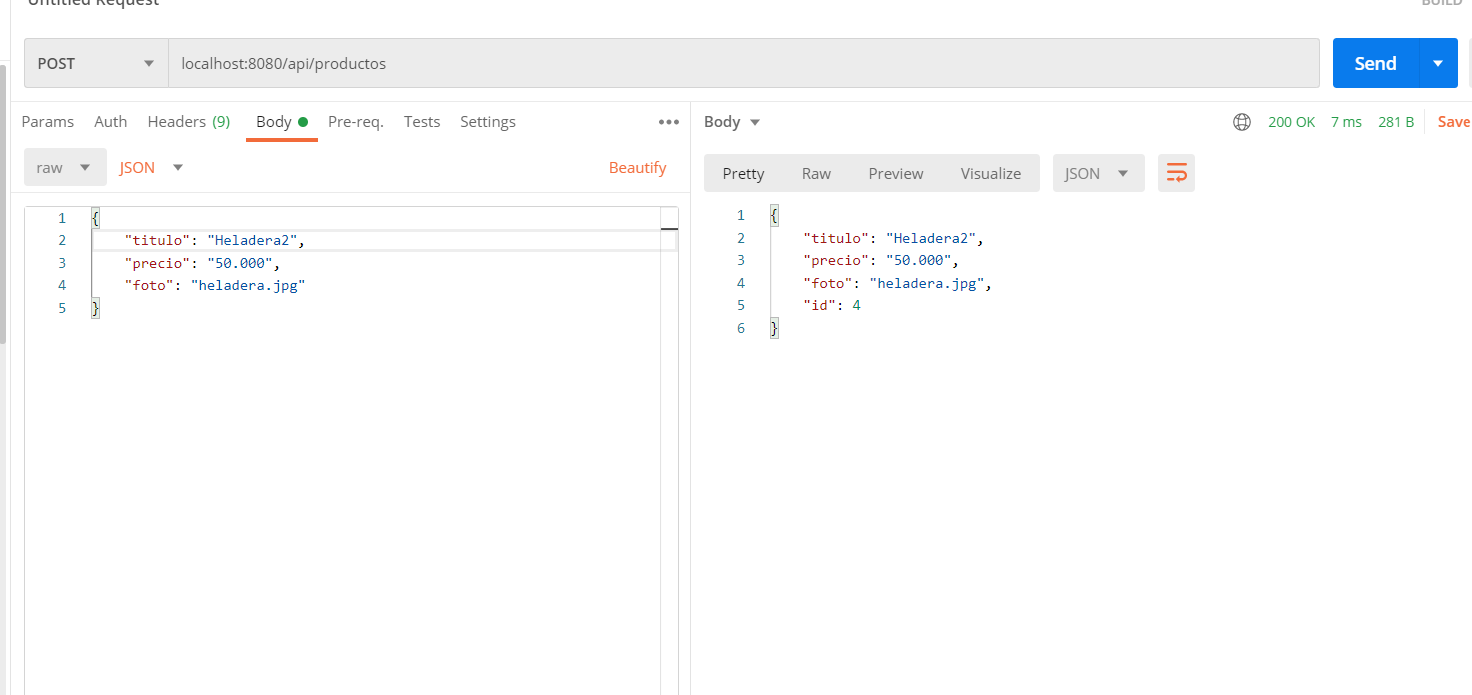 Untitled Request
BUILD
POST
localhost:8080/api/productos
Send
Params Auth Headers (9) Body Pre-req. Tests Settings
raw JSON Beautify
1 {
2 "titulo": "Heladera2",
3 "precio": "50.000",
4 "foto": "heladera.jpg"
5 }
Body 200 OK 7 ms 281 B Save
Pretty Raw Preview Visualize JSON
1 {
2 "titulo": "Heladera2",
3 "precio": "50.000",
4 "foto": "heladera.jpg",
5 "id": 4
6 }